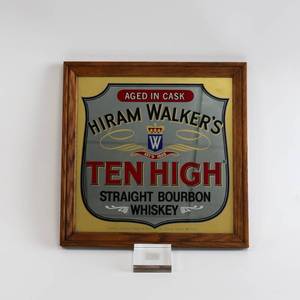 AGED IN CASK
HIRAM WALKER'S
W
TEN HIGH
STRAIGHT BOURBON
WHISKEY